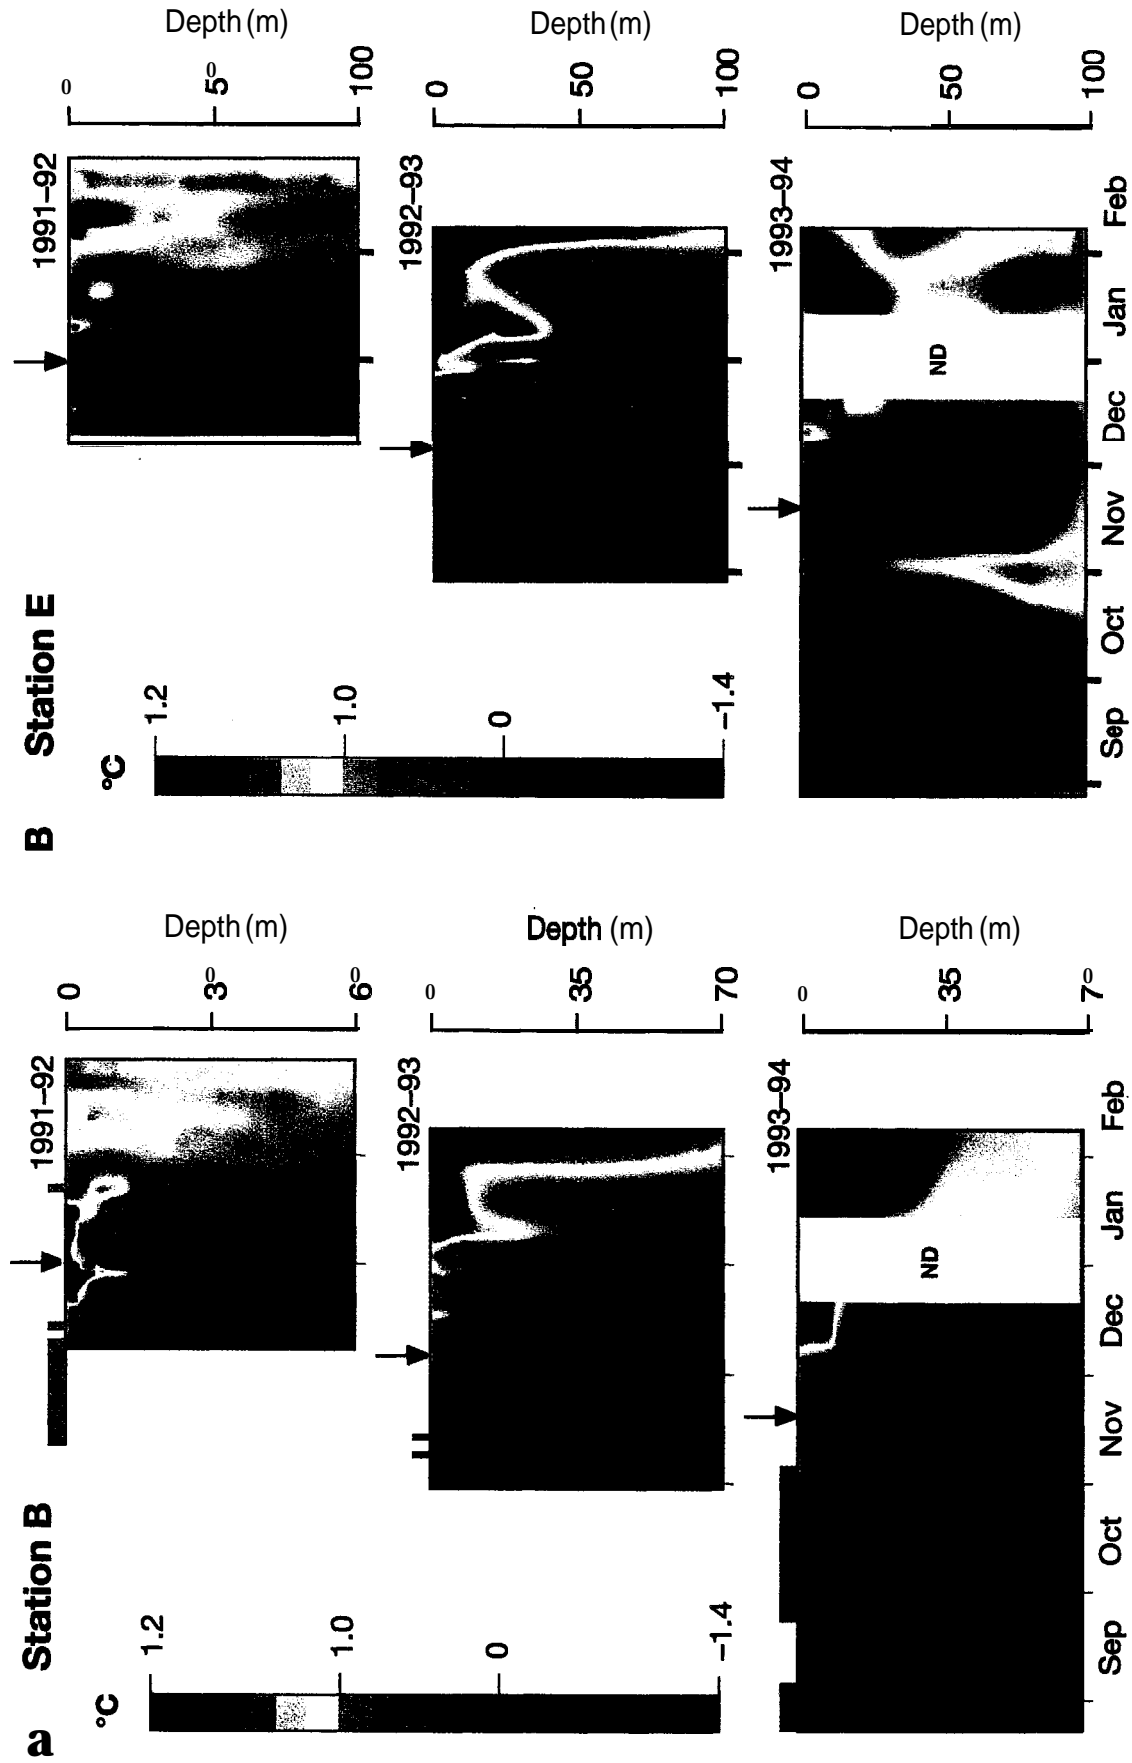 a Station B
°C
1.2
1.0
0
−1.4
1991–92
0
30
60
Depth (m)
1992–93
0
35
70
Depth (m)
1993–94
ND
0
35
70
Depth (m)
Sep Oct Nov Dec Jan Feb
B Station E
°C
1.2
1.0
0
−1.4
1991–92
0
50
100
Depth (m)
1992–93
0
50
100
Depth (m)
1993–94
ND
0
50
100
Depth (m)
Sep Oct Nov Dec Jan Feb